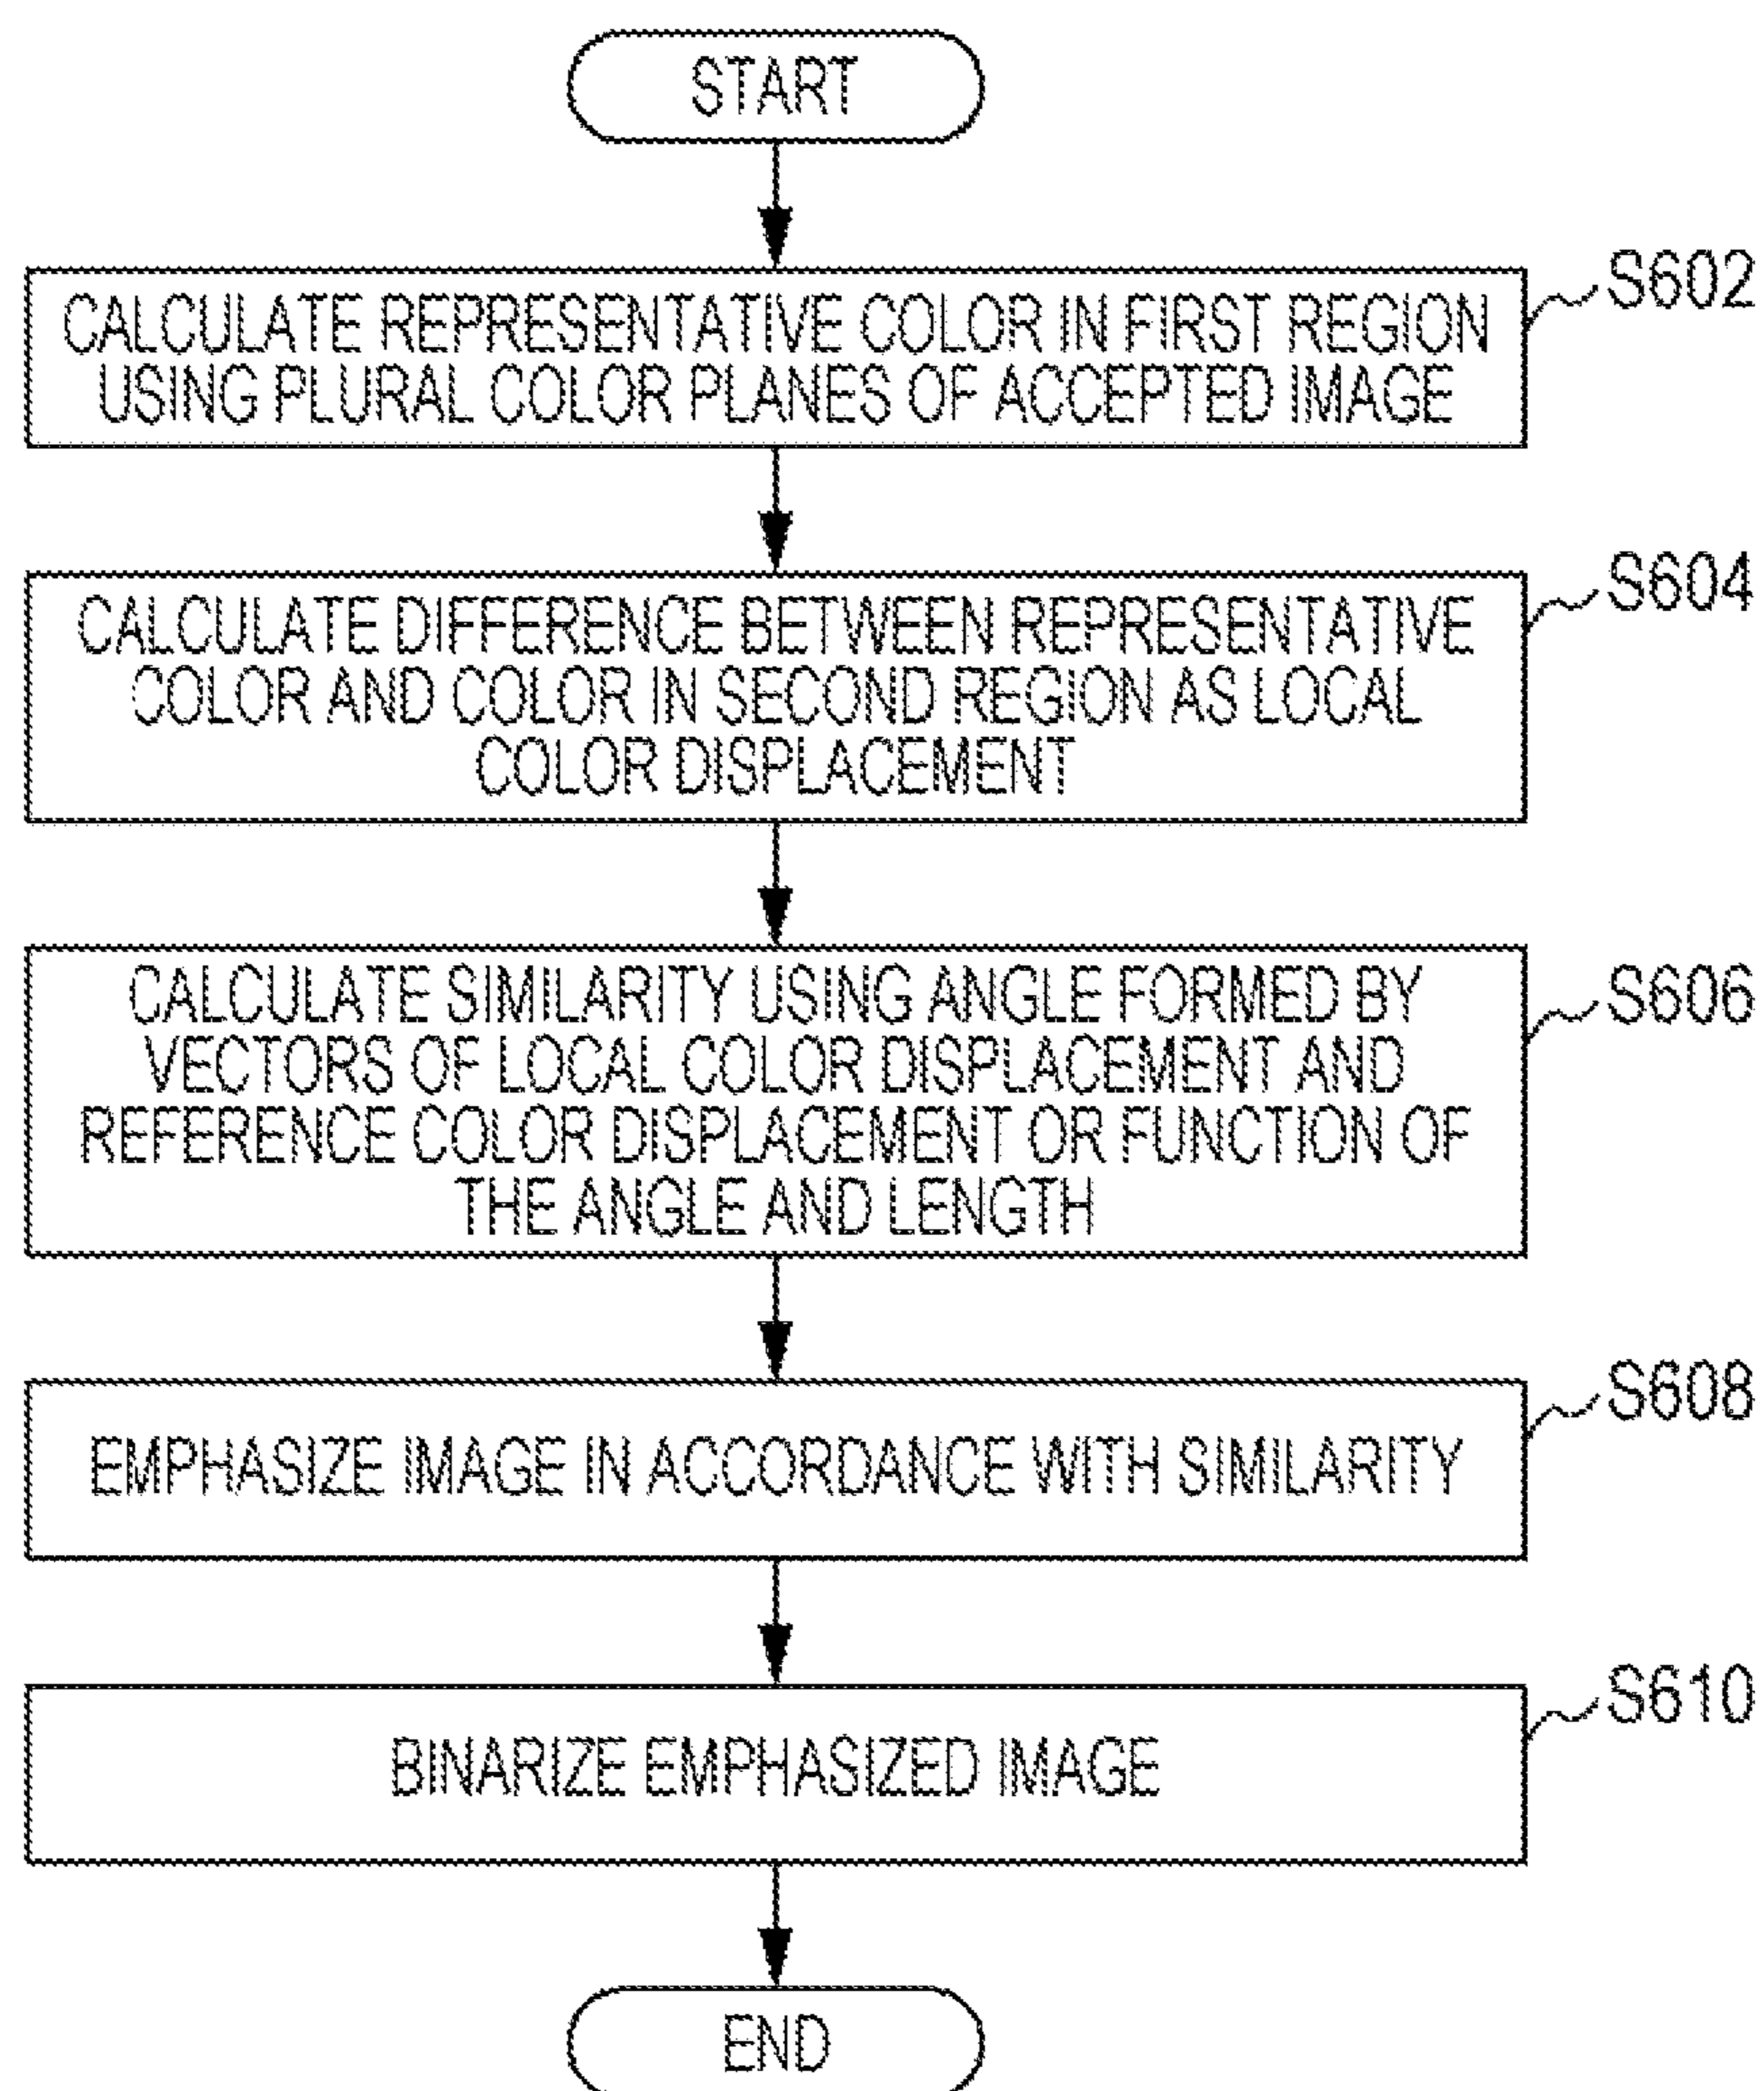 START
CALCULATE REPRESENTATIVE COLOR IN FIRST REGION
USING PLURAL COLOR PLANES OF ACCEPTED IMAGE
S602
CALCULATE DIFFERENCE BETWEEN REPRESENTATIVE
COLOR AND COLOR IN SECOND REGION AS LOCAL
COLOR DISPLACEMENT
S604
CALCULATE SIMILARITY USING ANGLE FORMED BY
VECTORS OF LOCAL COLOR DISPLACEMENT AND
REFERENCE COLOR DISPLACEMENT OR FUNCTION OF
THE ANGLE AND LENGTH
S606
EMPHASIZE IMAGE IN ACCORDANCE WITH SIMILARITY
S608
BINARIZE EMPHASIZED IMAGE
S610
END